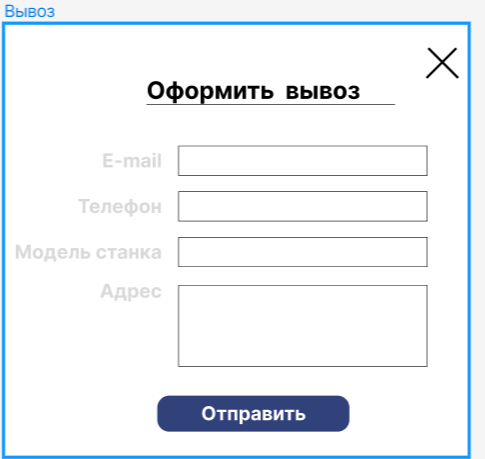 Вывоз
Оформить вывоз
E-mail
Телефон
Модель станка
Адрес
Отправить